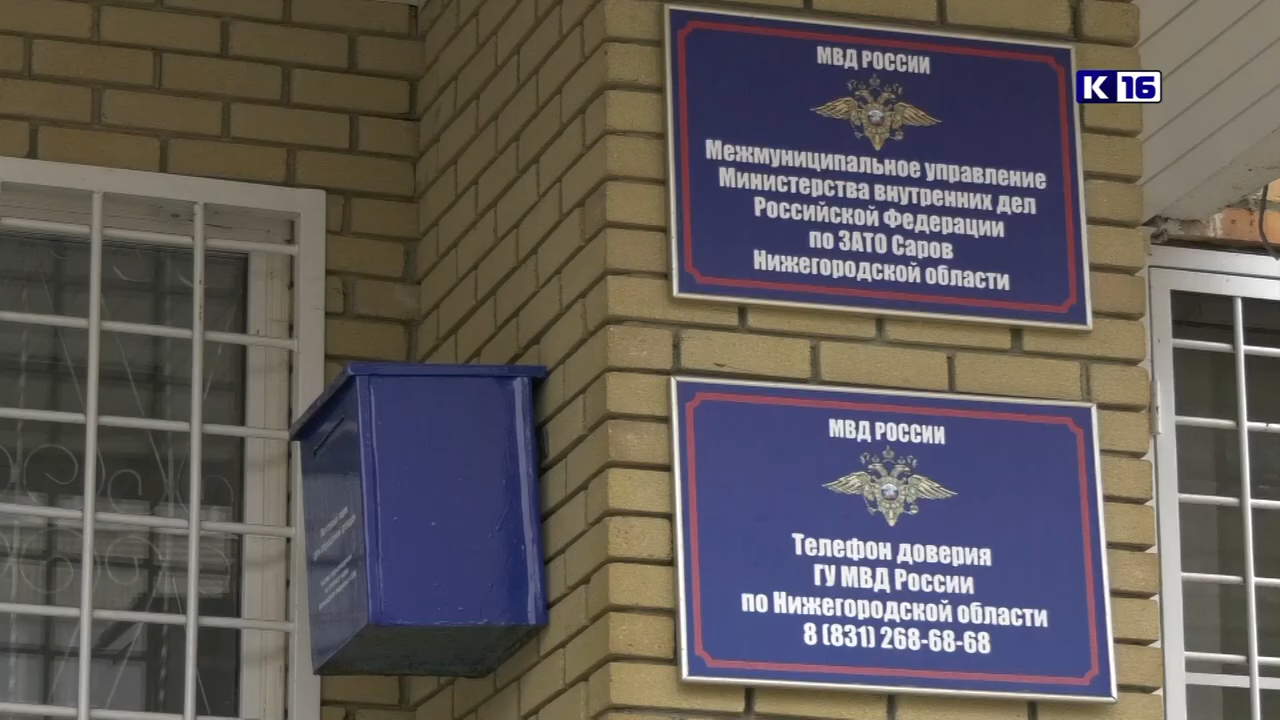 МВД РОССИИ
Межмуниципальное управление
Министерства внутренних дел
Российской Федерации
по ЗАТО Саров
Нижегородской области
К 16
МВД РОССИИ
Телефон доверия
ГУ МВД России
по Нижегородской области
8 (831) 268-68-68